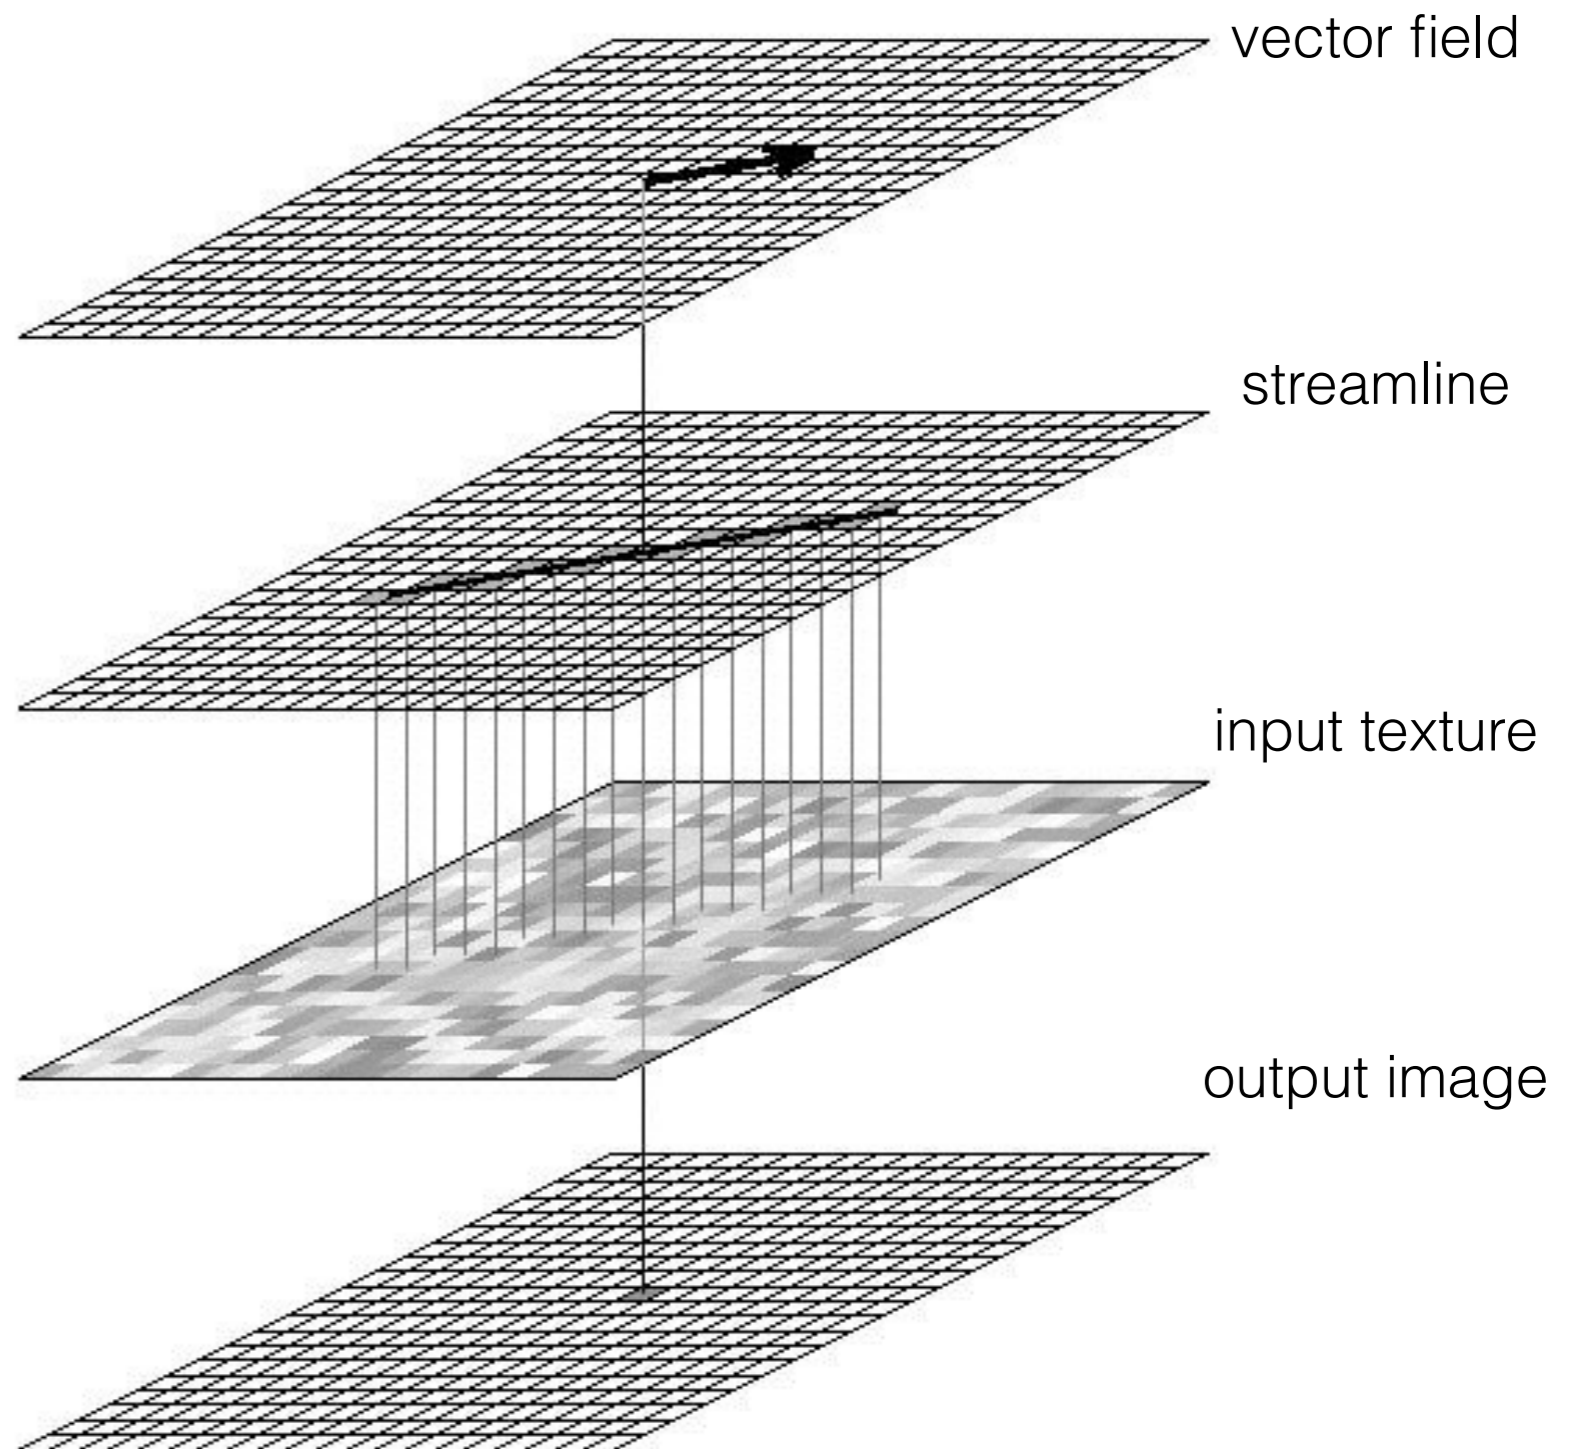 vector field
streamline
input texture
output image